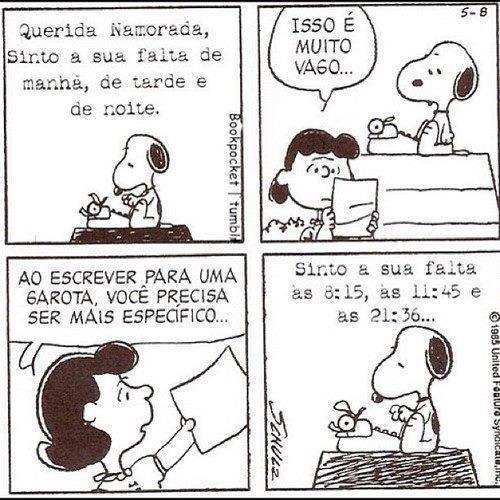 Querida Namorada,
Sinto a sua falta de
manhã, de tarde e
de noite.
Bookpocket | tumblr
5-8
ISSO É
MUITO
VAGO...
AO ESCREVER PARA UMA
GAROTA, VOCÊ PRECISA
SER MAIS ESPECÍFICO...
Sinto a sua falta
às 8:15, às 11:45 e
às 21:36...
SCHULZ
© 1985 United Feature Syndicate, Inc.